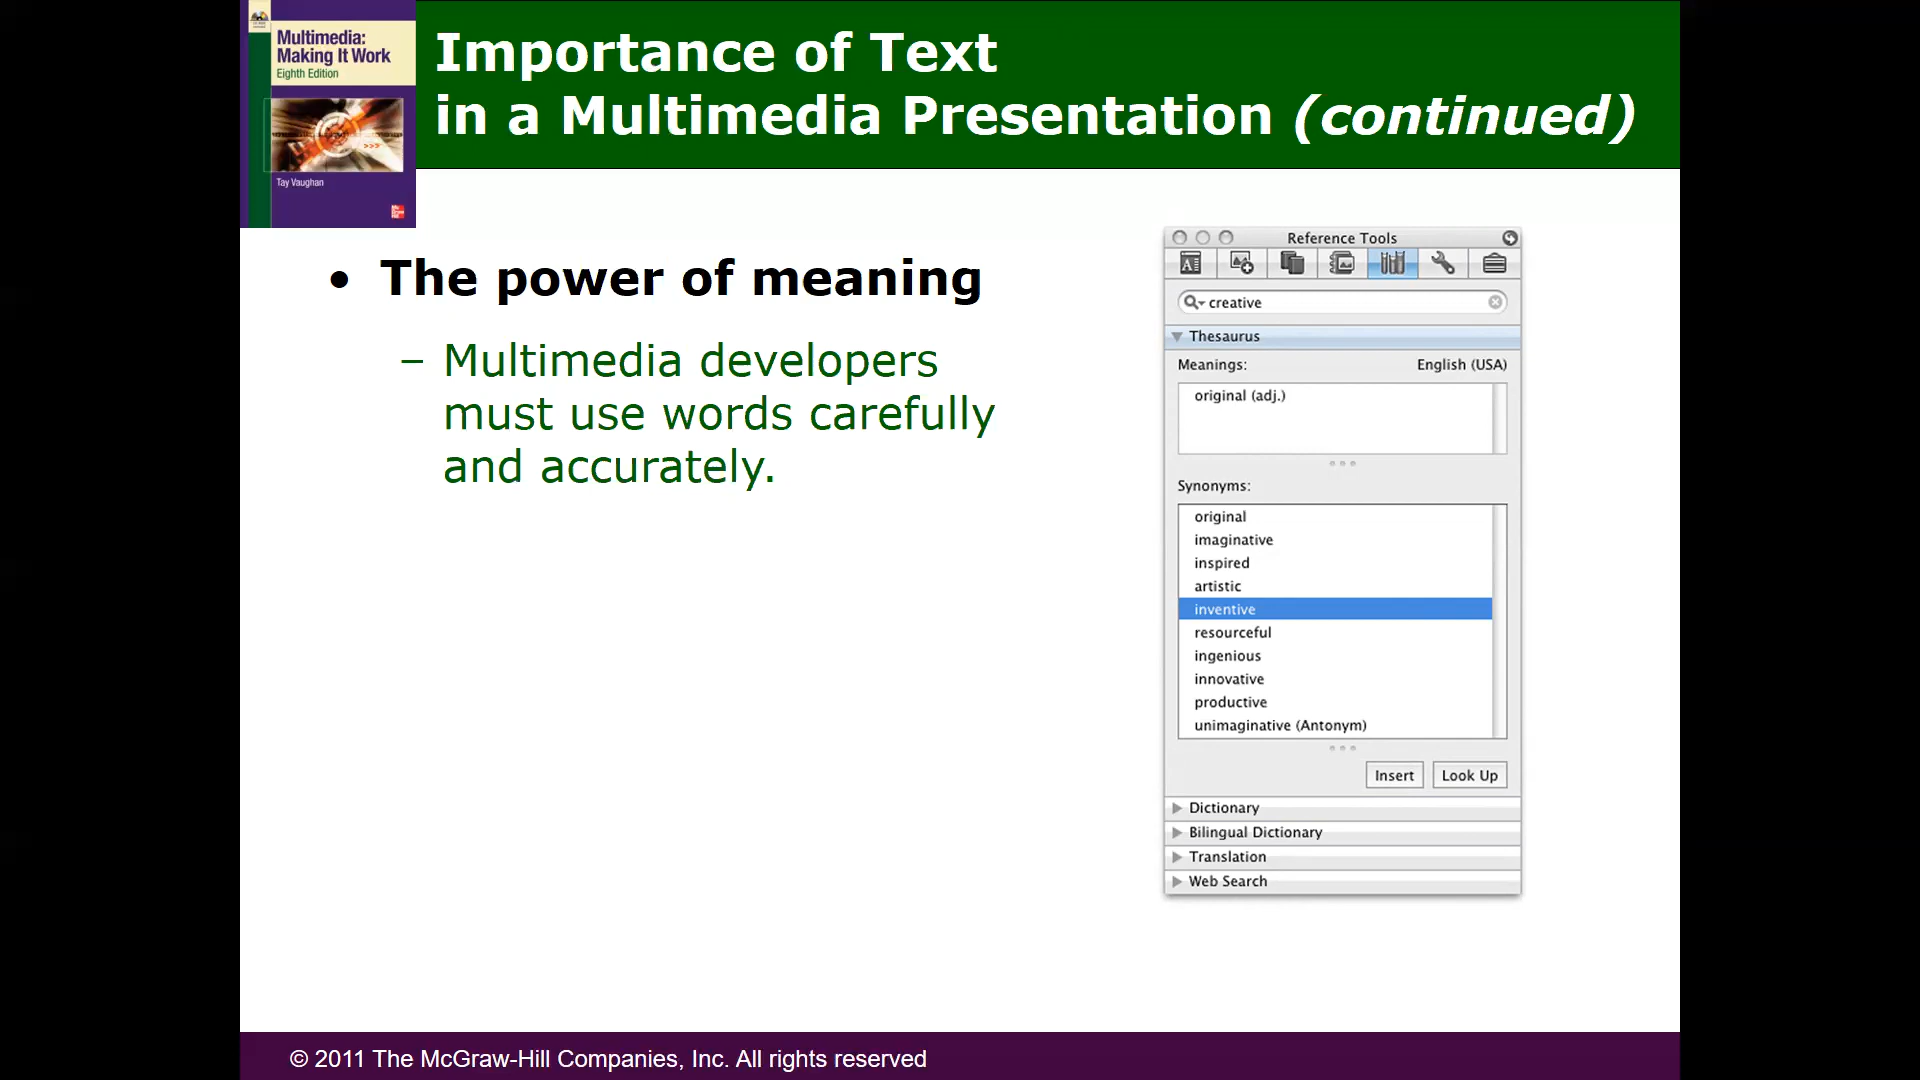 Multimedia:
Making It Work
Eighth Edition
Tay Vaughan
Importance of Text
in a Multimedia Presentation (continued)
• The power of meaning
– Multimedia developers
must use words carefully
and accurately.
Reference Tools
creative
Thesaurus
Meanings: English (USA)
original (adj.)
Synonyms:
original
imaginative
inspired
artistic
inventive
resourceful
ingenious
innovative
productive
unimaginative (Antonym)
Insert Look Up
Dictionary
Bilingual Dictionary
Translation
Web Search
© 2011 The McGraw-Hill Companies, Inc. All rights reserved